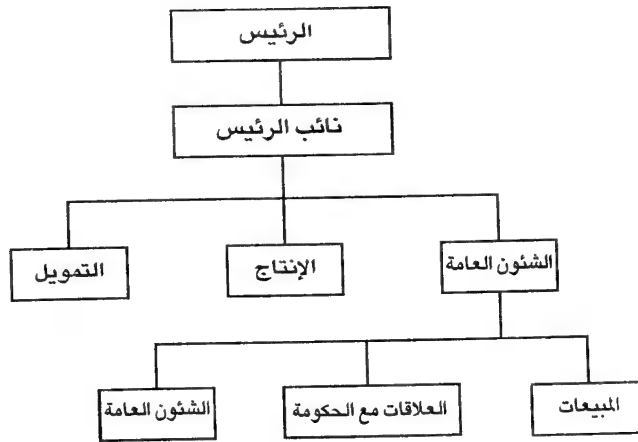 الرئيس
نائب الرئيس
الشئون العامة
الإنتاج
التمويل
المبيعات
العلاقات مع الحكومة
الشئون العامة